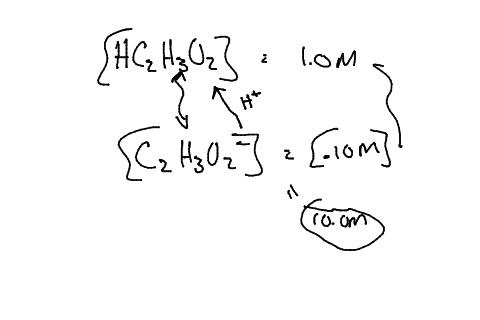 [HC₂H₃O₂] = 1.0M
H⁺
[C₂H₃O₂⁻] = [.10M]
=
10.0M